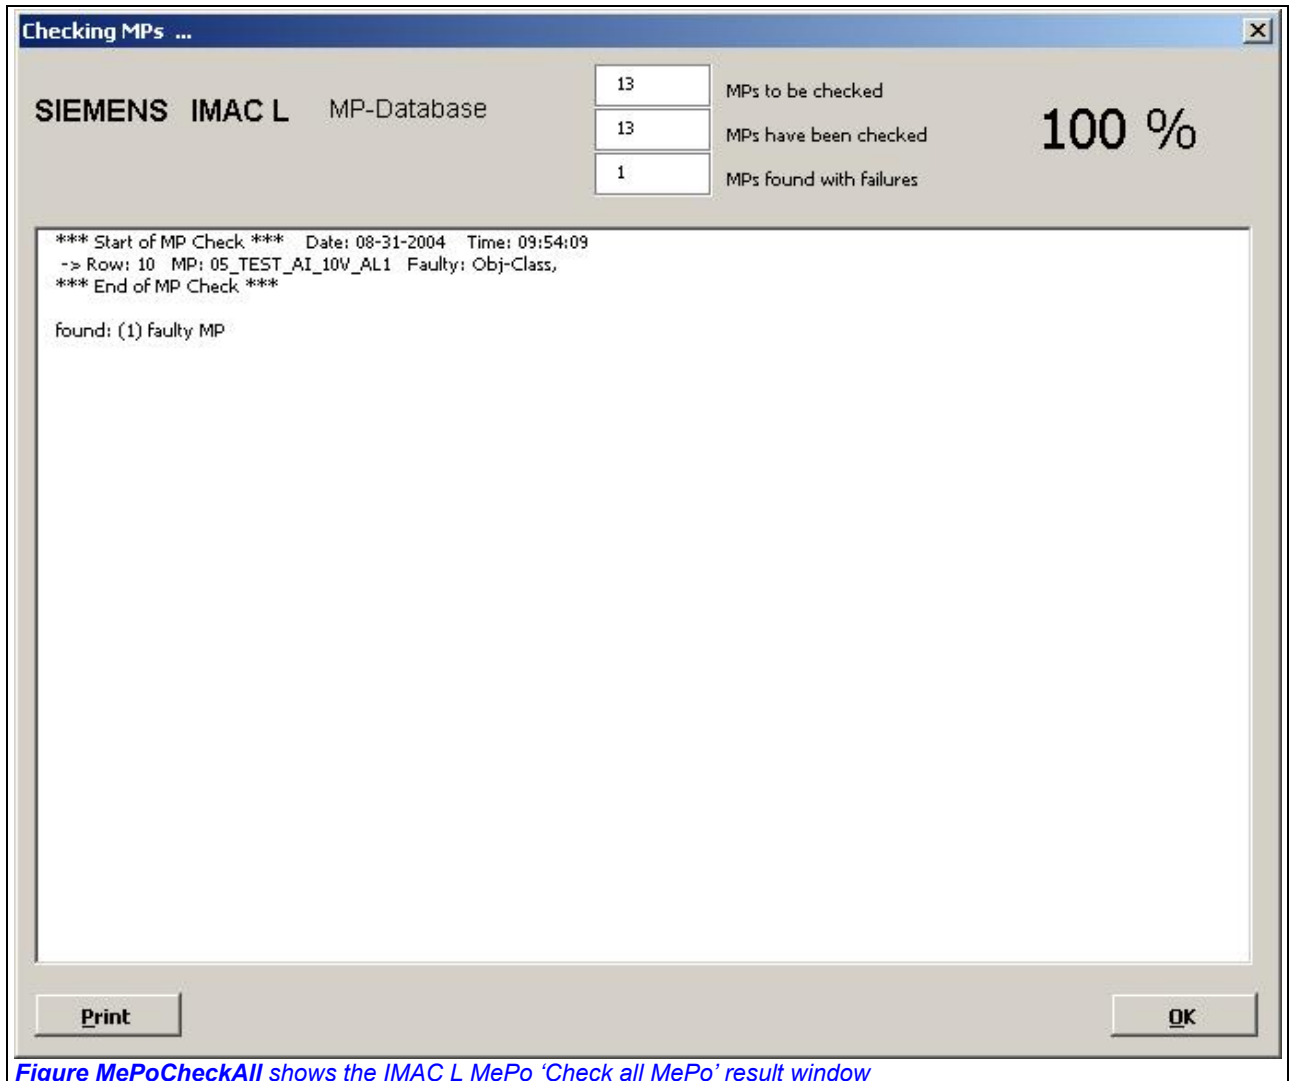 Checking MPs ...
SIEMENS IMAC L MP-Database
13 MPs to be checked
13 MPs have been checked
1 MPs found with failures
100 %
*** Start of MP Check *** Date: 08-31-2004 Time: 09:54:09
-> Row: 10 MP: 05_TEST_AI_10V_AL1 Faulty: Obj-Class,
*** End of MP Check ***
found: (1) faulty MP
Print
OK
Figure MePoCheckAll shows the IMAC L MePo ‘Check all MePo’ result window